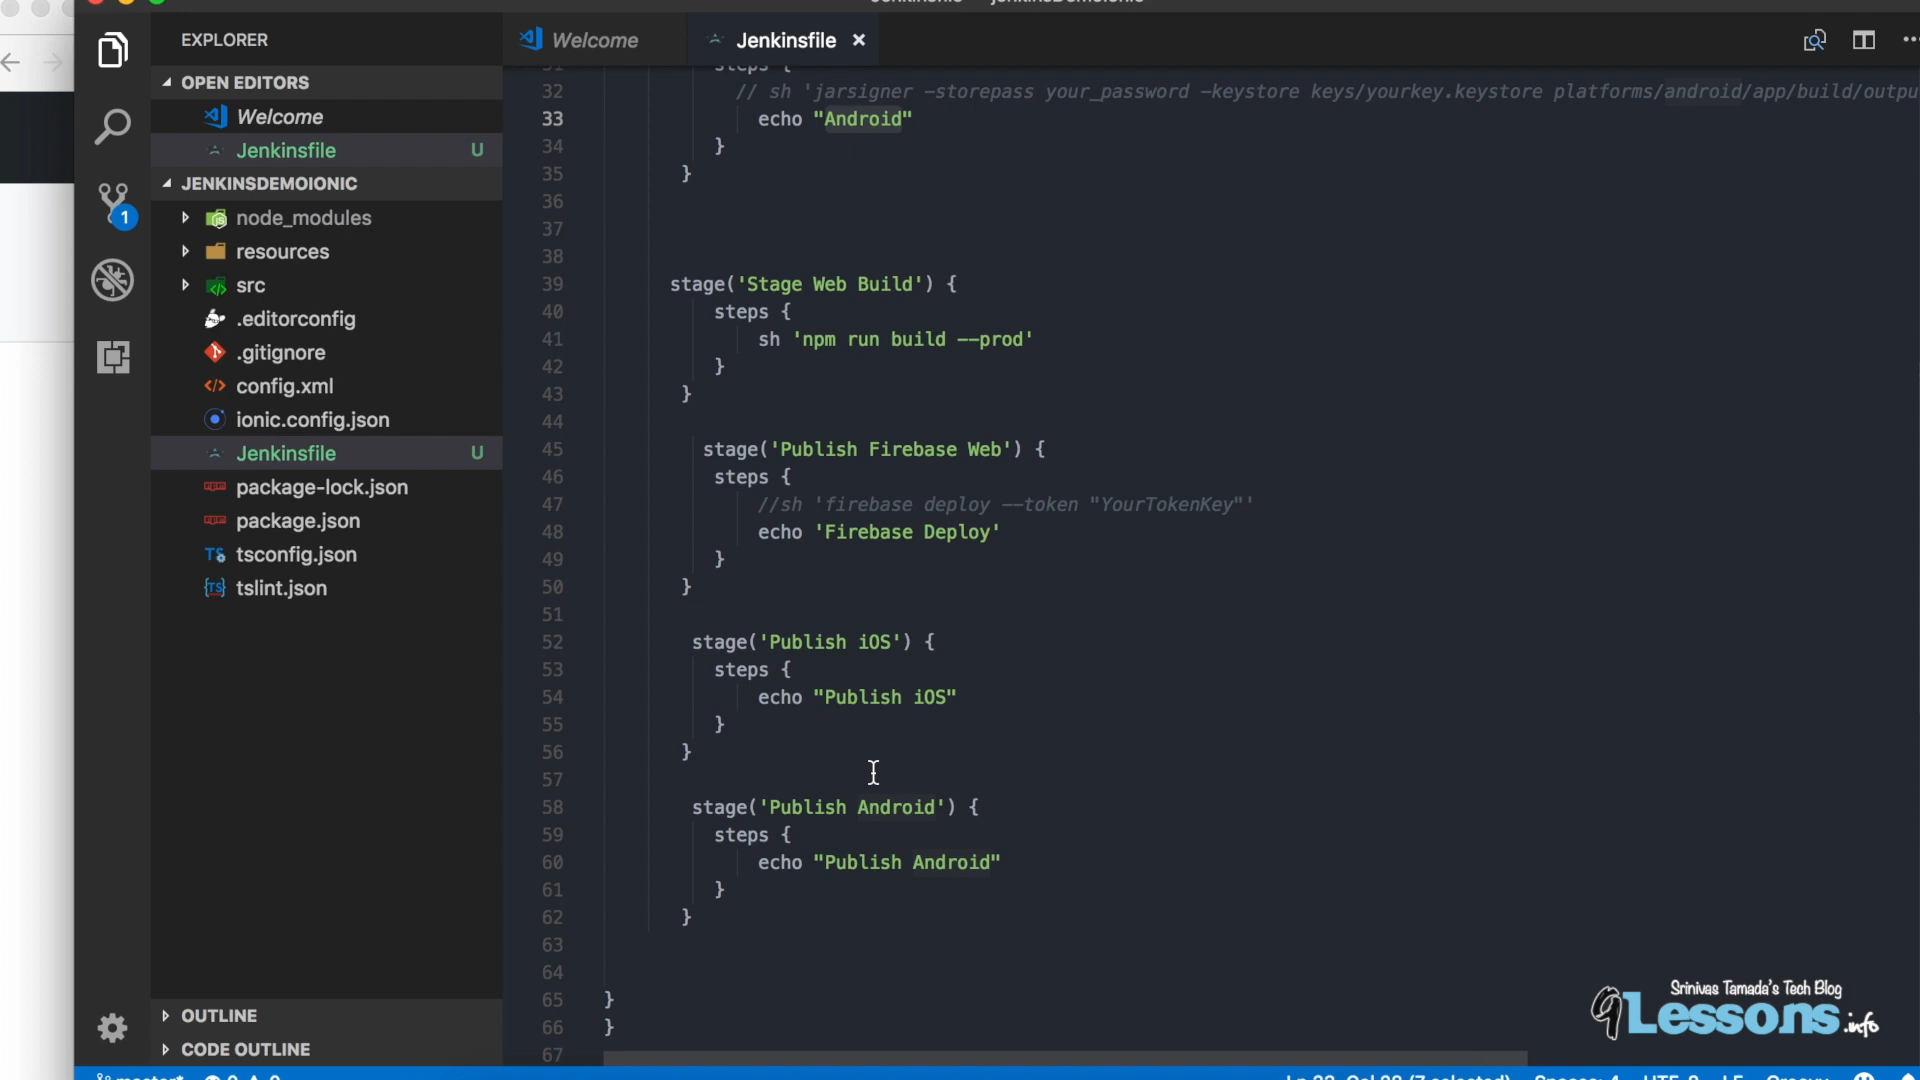 EXPLORER
OPEN EDITORS
Welcome
Jenkinsfile U
JENKINSDEMOIONIC
1
node_modules
resources
src
.editorconfig
.gitignore
config.xml
ionic.config.json
Jenkinsfile U
package-lock.json
package.json
tsconfig.json
tslint.json
OUTLINE
CODE OUTLINE
Welcome
Jenkinsfile
31 steps {
32 // sh 'jarsigner -storepass your_password -keystore keys/yourkey.keystore platforms/android/app/build/outpu
33 echo "Android"
34 }
35 }
36
37
38
39 stage('Stage Web Build') {
40 steps {
41 sh 'npm run build --prod'
42 }
43 }
44
45 stage('Publish Firebase Web') {
46 steps {
47 //sh 'firebase deploy --token "YourTokenKey"'
48 echo 'Firebase Deploy'
49 }
50 }
51
52 stage('Publish iOS') {
53 steps {
54 echo "Publish iOS"
55 }
56 }
57
58 stage('Publish Android') {
59 steps {
60 echo "Publish Android"
61 }
62 }
63
64
65 }
66 }
67
Srinivas Tamada's Tech Blog
9Lessons.info